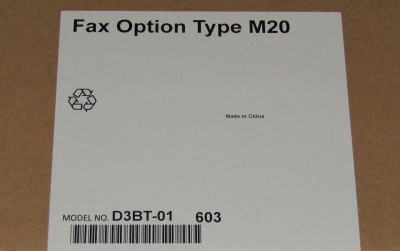 Fax Option Type M20
Made in China
MODEL NO. D3BT-01 603